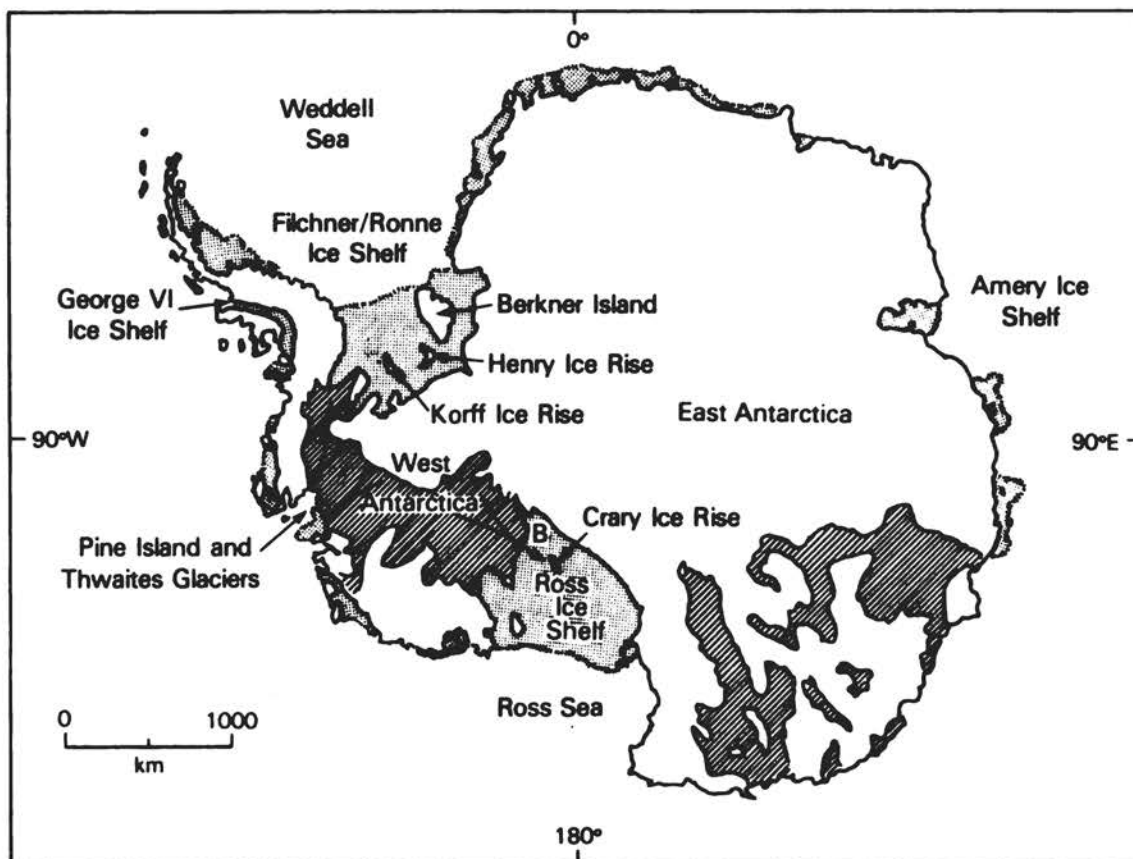 0°
Weddell
Sea
Filchner/Ronne
Ice Shelf
George VI
Ice Shelf
Berkner Island
Amery Ice
Shelf
Henry Ice Rise
Korff Ice Rise
East Antarctica
90°W
90°E
West
Antarctica
B
Crary Ice Rise
Pine Island and
Thwaites Glaciers
Ross
Ice
Shelf
Ross Sea
0 1000
km
180°